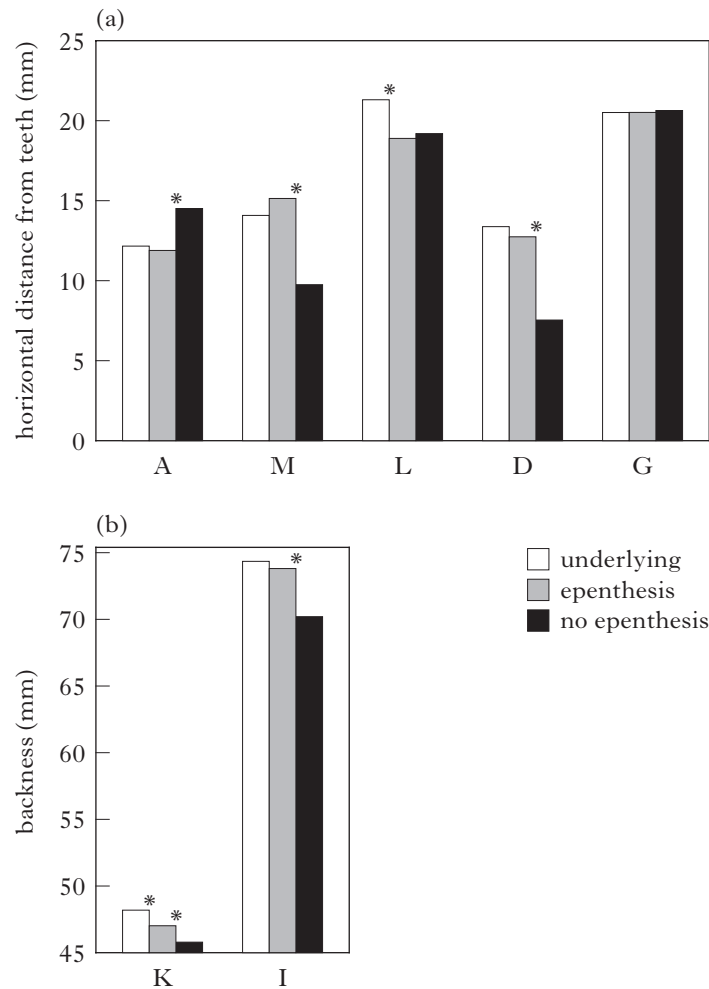 (a)
horizontal distance from teeth (mm)
25
20
15
10
5
0
*
*
*
*
A M L D G
(b)
backness (mm)
75
70
65
60
55
50
45
* *
*
K I
underlying
epenthesis
no epenthesis